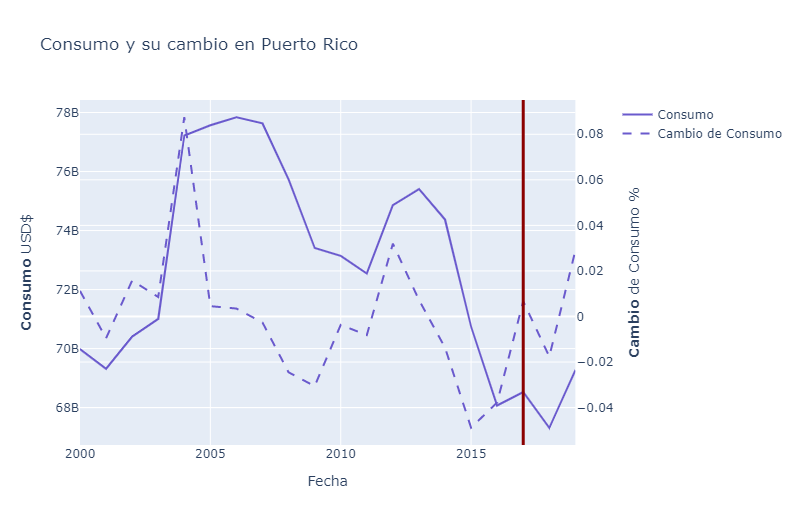 Consumo y su cambio en Puerto Rico
Consumo
Cambio de Consumo
78B
76B
74B
72B
70B
68B
Consumo USD$
0.08
0.06
0.04
0.02
0
−0.02
−0.04
Cambio de Consumo %
2000
2005
2010
2015
Fecha